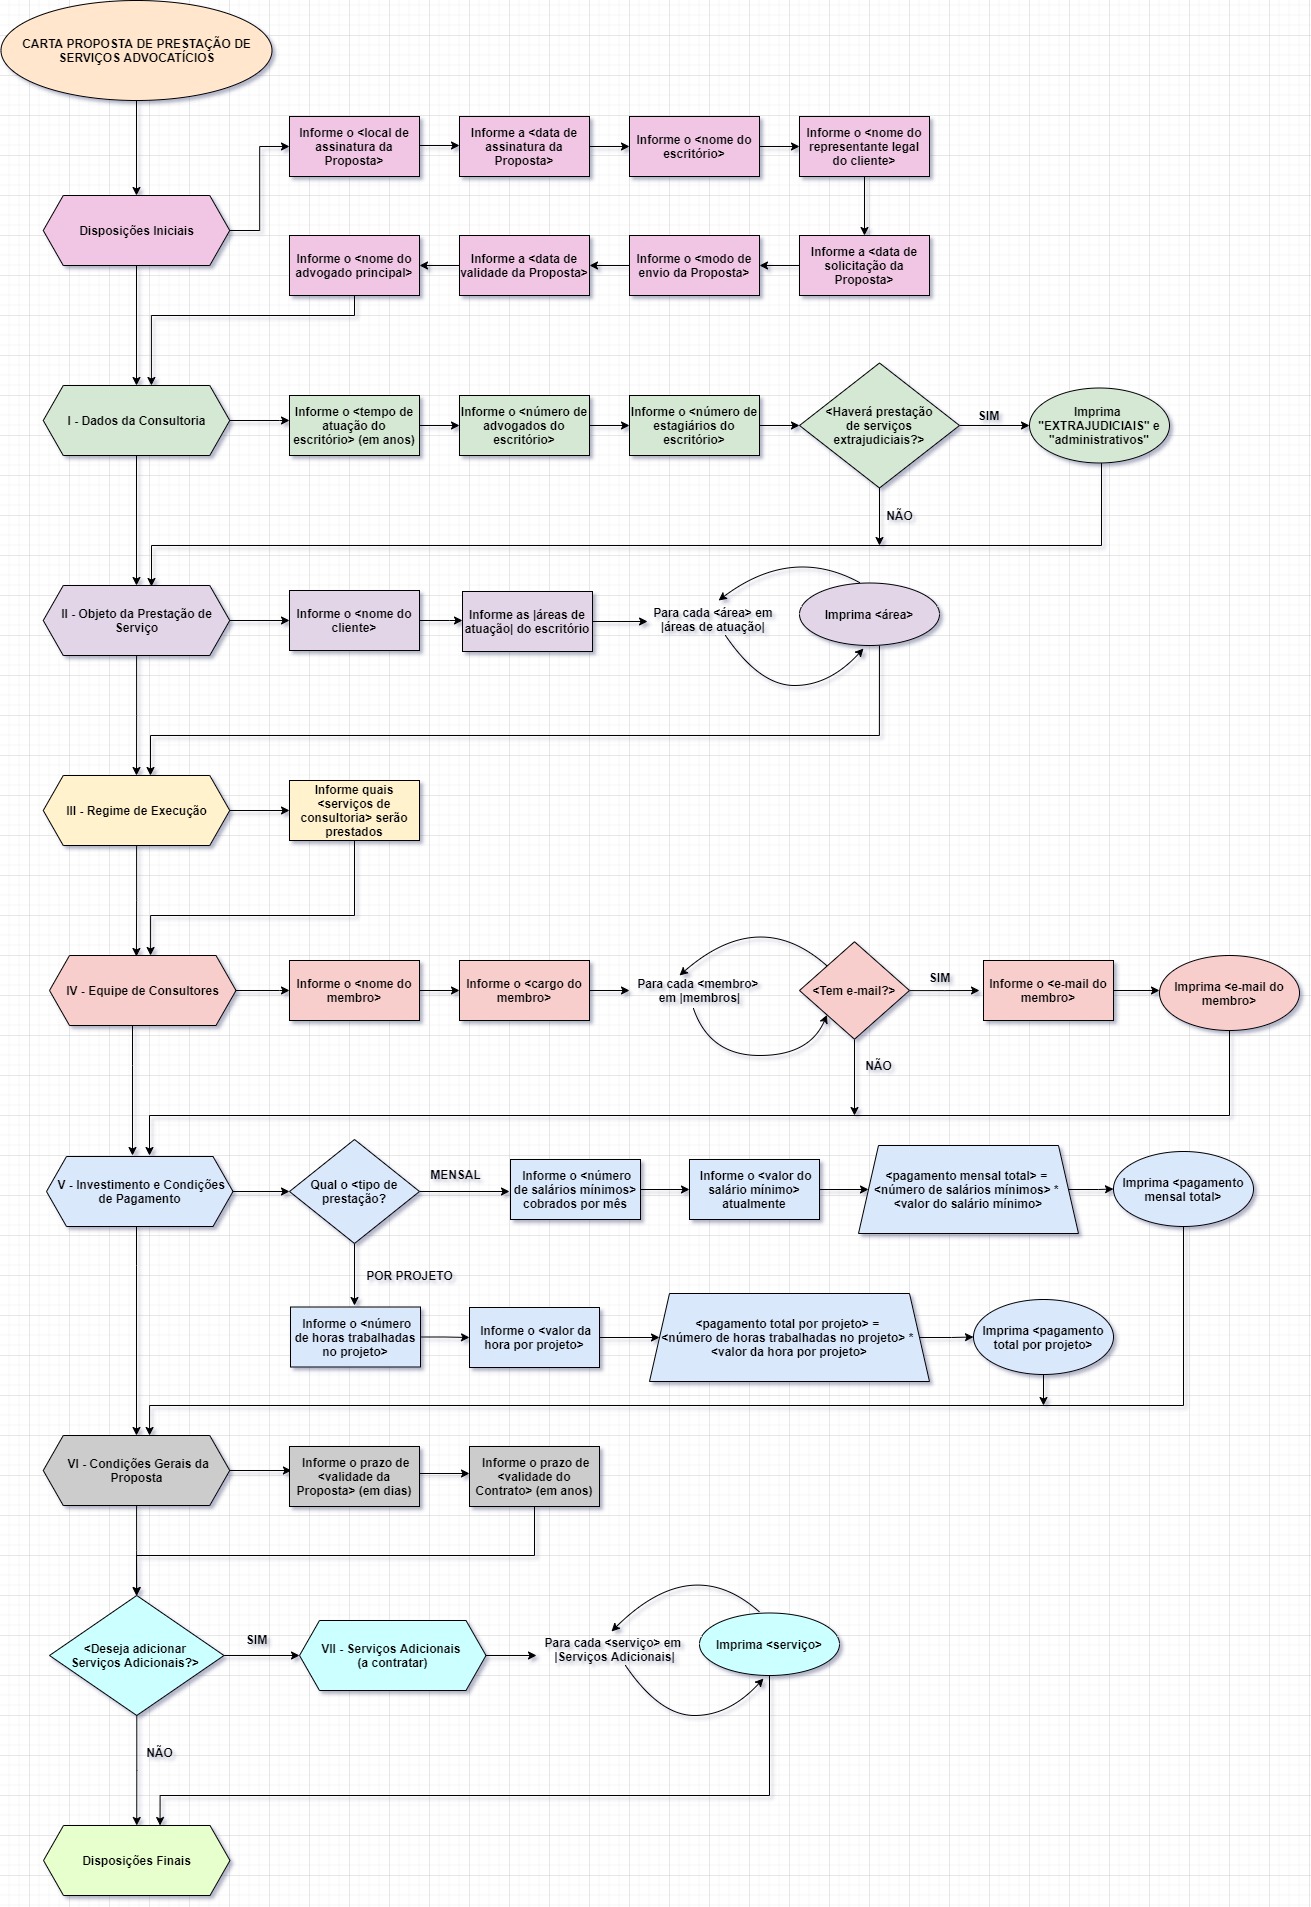 CARTA PROPOSTA DE PRESTAÇÃO DE
SERVIÇOS ADVOCATÍCIOS
Disposições Iniciais
Informe o <local de
assinatura da
Proposta>
Informe a <data de
assinatura da
Proposta>
Informe o <nome do
escritório>
Informe o <nome do
representante legal
do cliente>
Informe a <data de
solicitação da
Proposta>
Informe o <modo de
envio da Proposta>
Informe a <data de
validade da Proposta>
Informe o <nome do
advogado principal>
I - Dados da Consultoria
Informe o <tempo de
atuação do
escritório> (em anos)
Informe o <número de
advogados do
escritório>
Informe o <número de
estagiários do
escritório>
<Haverá prestação
de serviços
extrajudiciais?>
SIM
Imprima
"EXTRAJUDICIAIS" e
"administrativos"
NÃO
II - Objeto da Prestação de
Serviço
Informe o <nome do
cliente>
Informe as |áreas de
atuação| do escritório
Para cada <área> em
|áreas de atuação|
Imprima <área>
III - Regime de Execução
Informe quais
<serviços de
consultoria> serão
prestados
IV - Equipe de Consultores
Informe o <nome do
membro>
Informe o <cargo do
membro>
Para cada <membro>
em |membros|
<Tem e-mail?>
SIM
Informe o <e-mail do
membro>
Imprima <e-mail do
membro>
NÃO
V - Investimento e Condições
de Pagamento
Qual o <tipo de
prestação?
MENSAL
Informe o <número
de salários mínimos>
cobrados por mês
Informe o <valor do
salário mínimo>
atualmente
<pagamento mensal total> =
<número de salários mínimos> *
<valor do salário mínimo>
Imprima <pagamento
mensal total>
POR PROJETO
Informe o <número
de horas trabalhadas
no projeto>
Informe o <valor da
hora por projeto>
<pagamento total por projeto> =
<número de horas trabalhadas no projeto> *
<valor da hora por projeto>
Imprima <pagamento
total por projeto>
VI - Condições Gerais da
Proposta
Informe o prazo de
<validade da
Proposta> (em dias)
Informe o prazo de
<validade do
Contrato> (em anos)
<Deseja adicionar
Serviços Adicionais?>
SIM
VII - Serviços Adicionais
(a contratar)
Para cada <serviço> em
|Serviços Adicionais|
Imprima <serviço>
NÃO
Disposições Finais